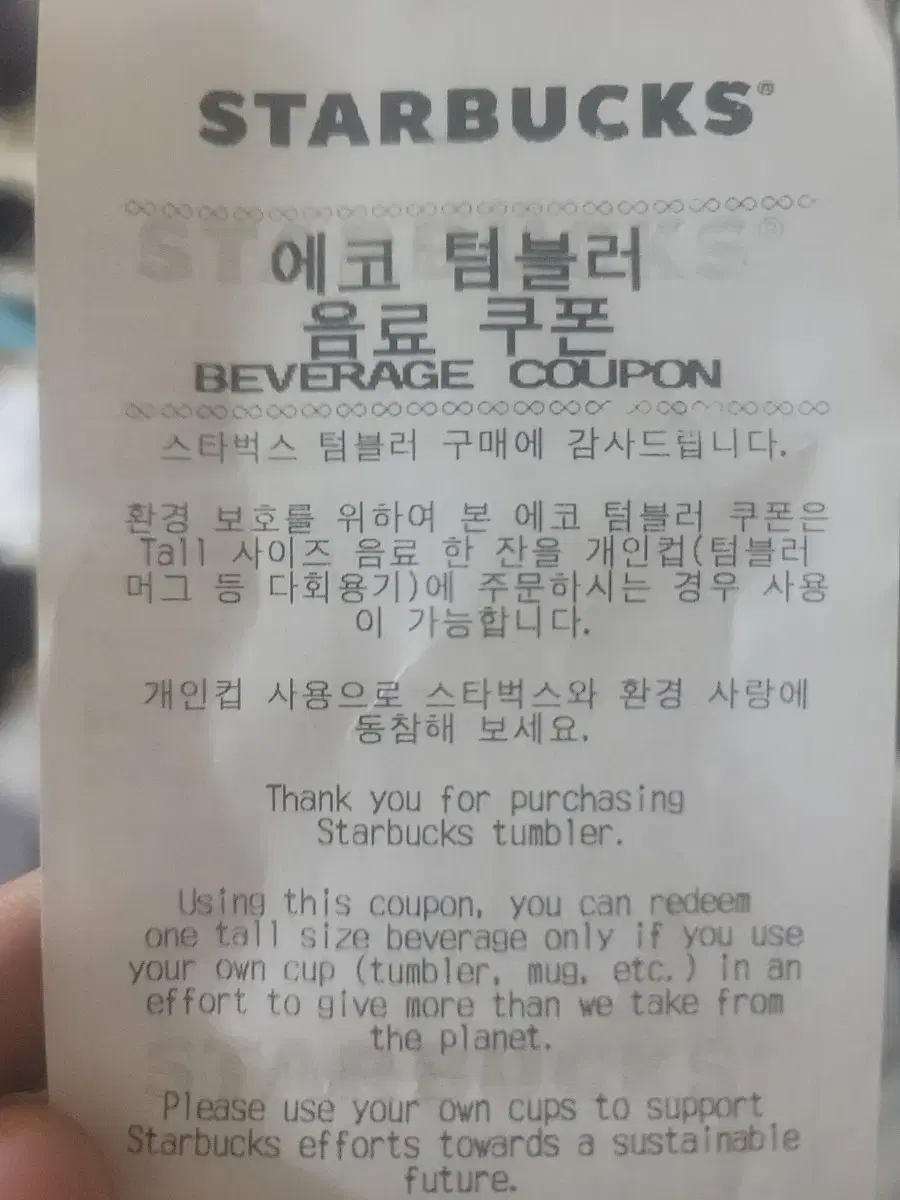 STARBUCKS®
에코 텀블러
음료 쿠폰
BEVERAGE COUPON
스타벅스 텀블러 구매에 감사드립니다.
환경 보호를 위하여 본 에코 텀블러 쿠폰은
Tall 사이즈 음료 한 잔을 개인컵(텀블러
머그 등 다회용기)에 주문하시는 경우 사용
이 가능합니다.
개인컵 사용으로 스타벅스와 환경 사랑에
동참해 보세요.
Thank you for purchasing
Starbucks tumbler.
Using this coupon, you can redeem
one tall size beverage only if you use
your own cup (tumbler, mug, etc.) in an
effort to give more than we take from
the planet.
Please use your own cups to support
Starbucks efforts towards a sustainable
future.